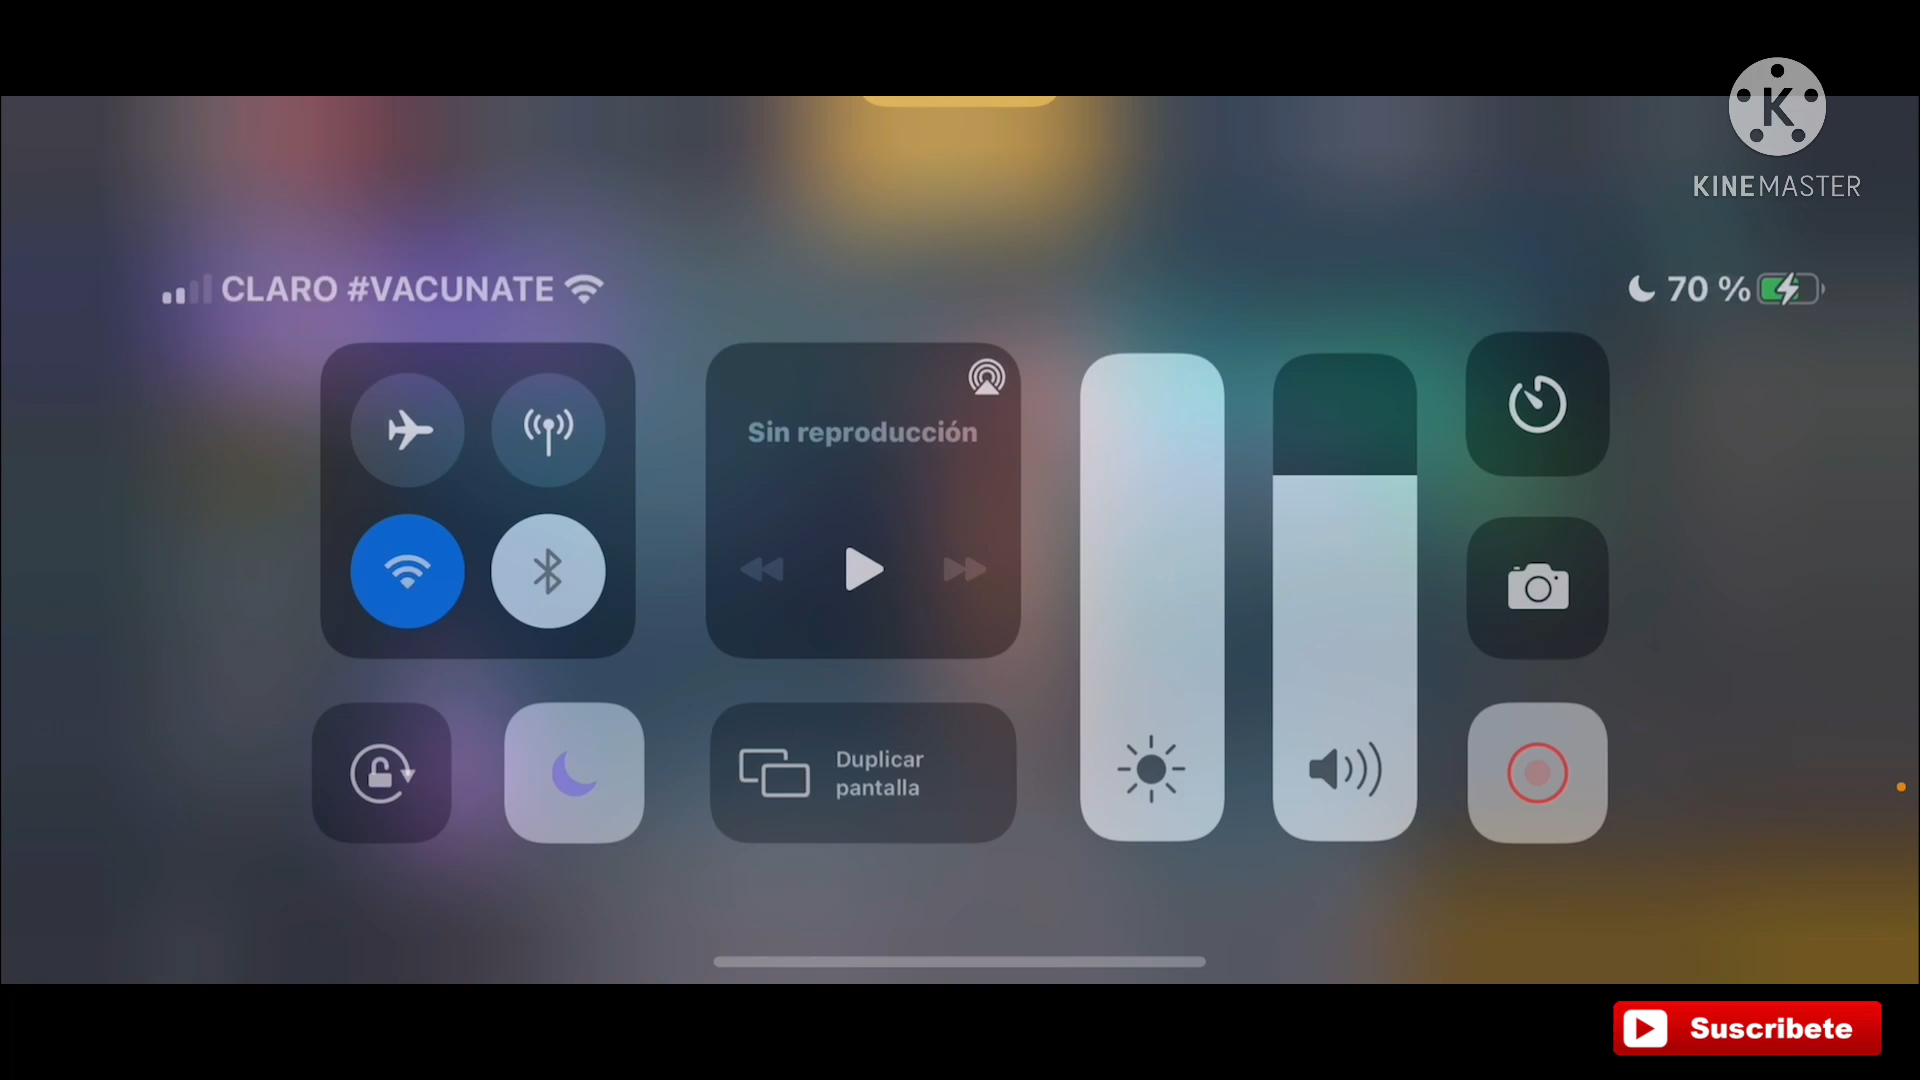 K
KINEMASTER
CLARO #VACUNATE
70 %
Sin reproducción
Duplicar
pantalla
Suscribete